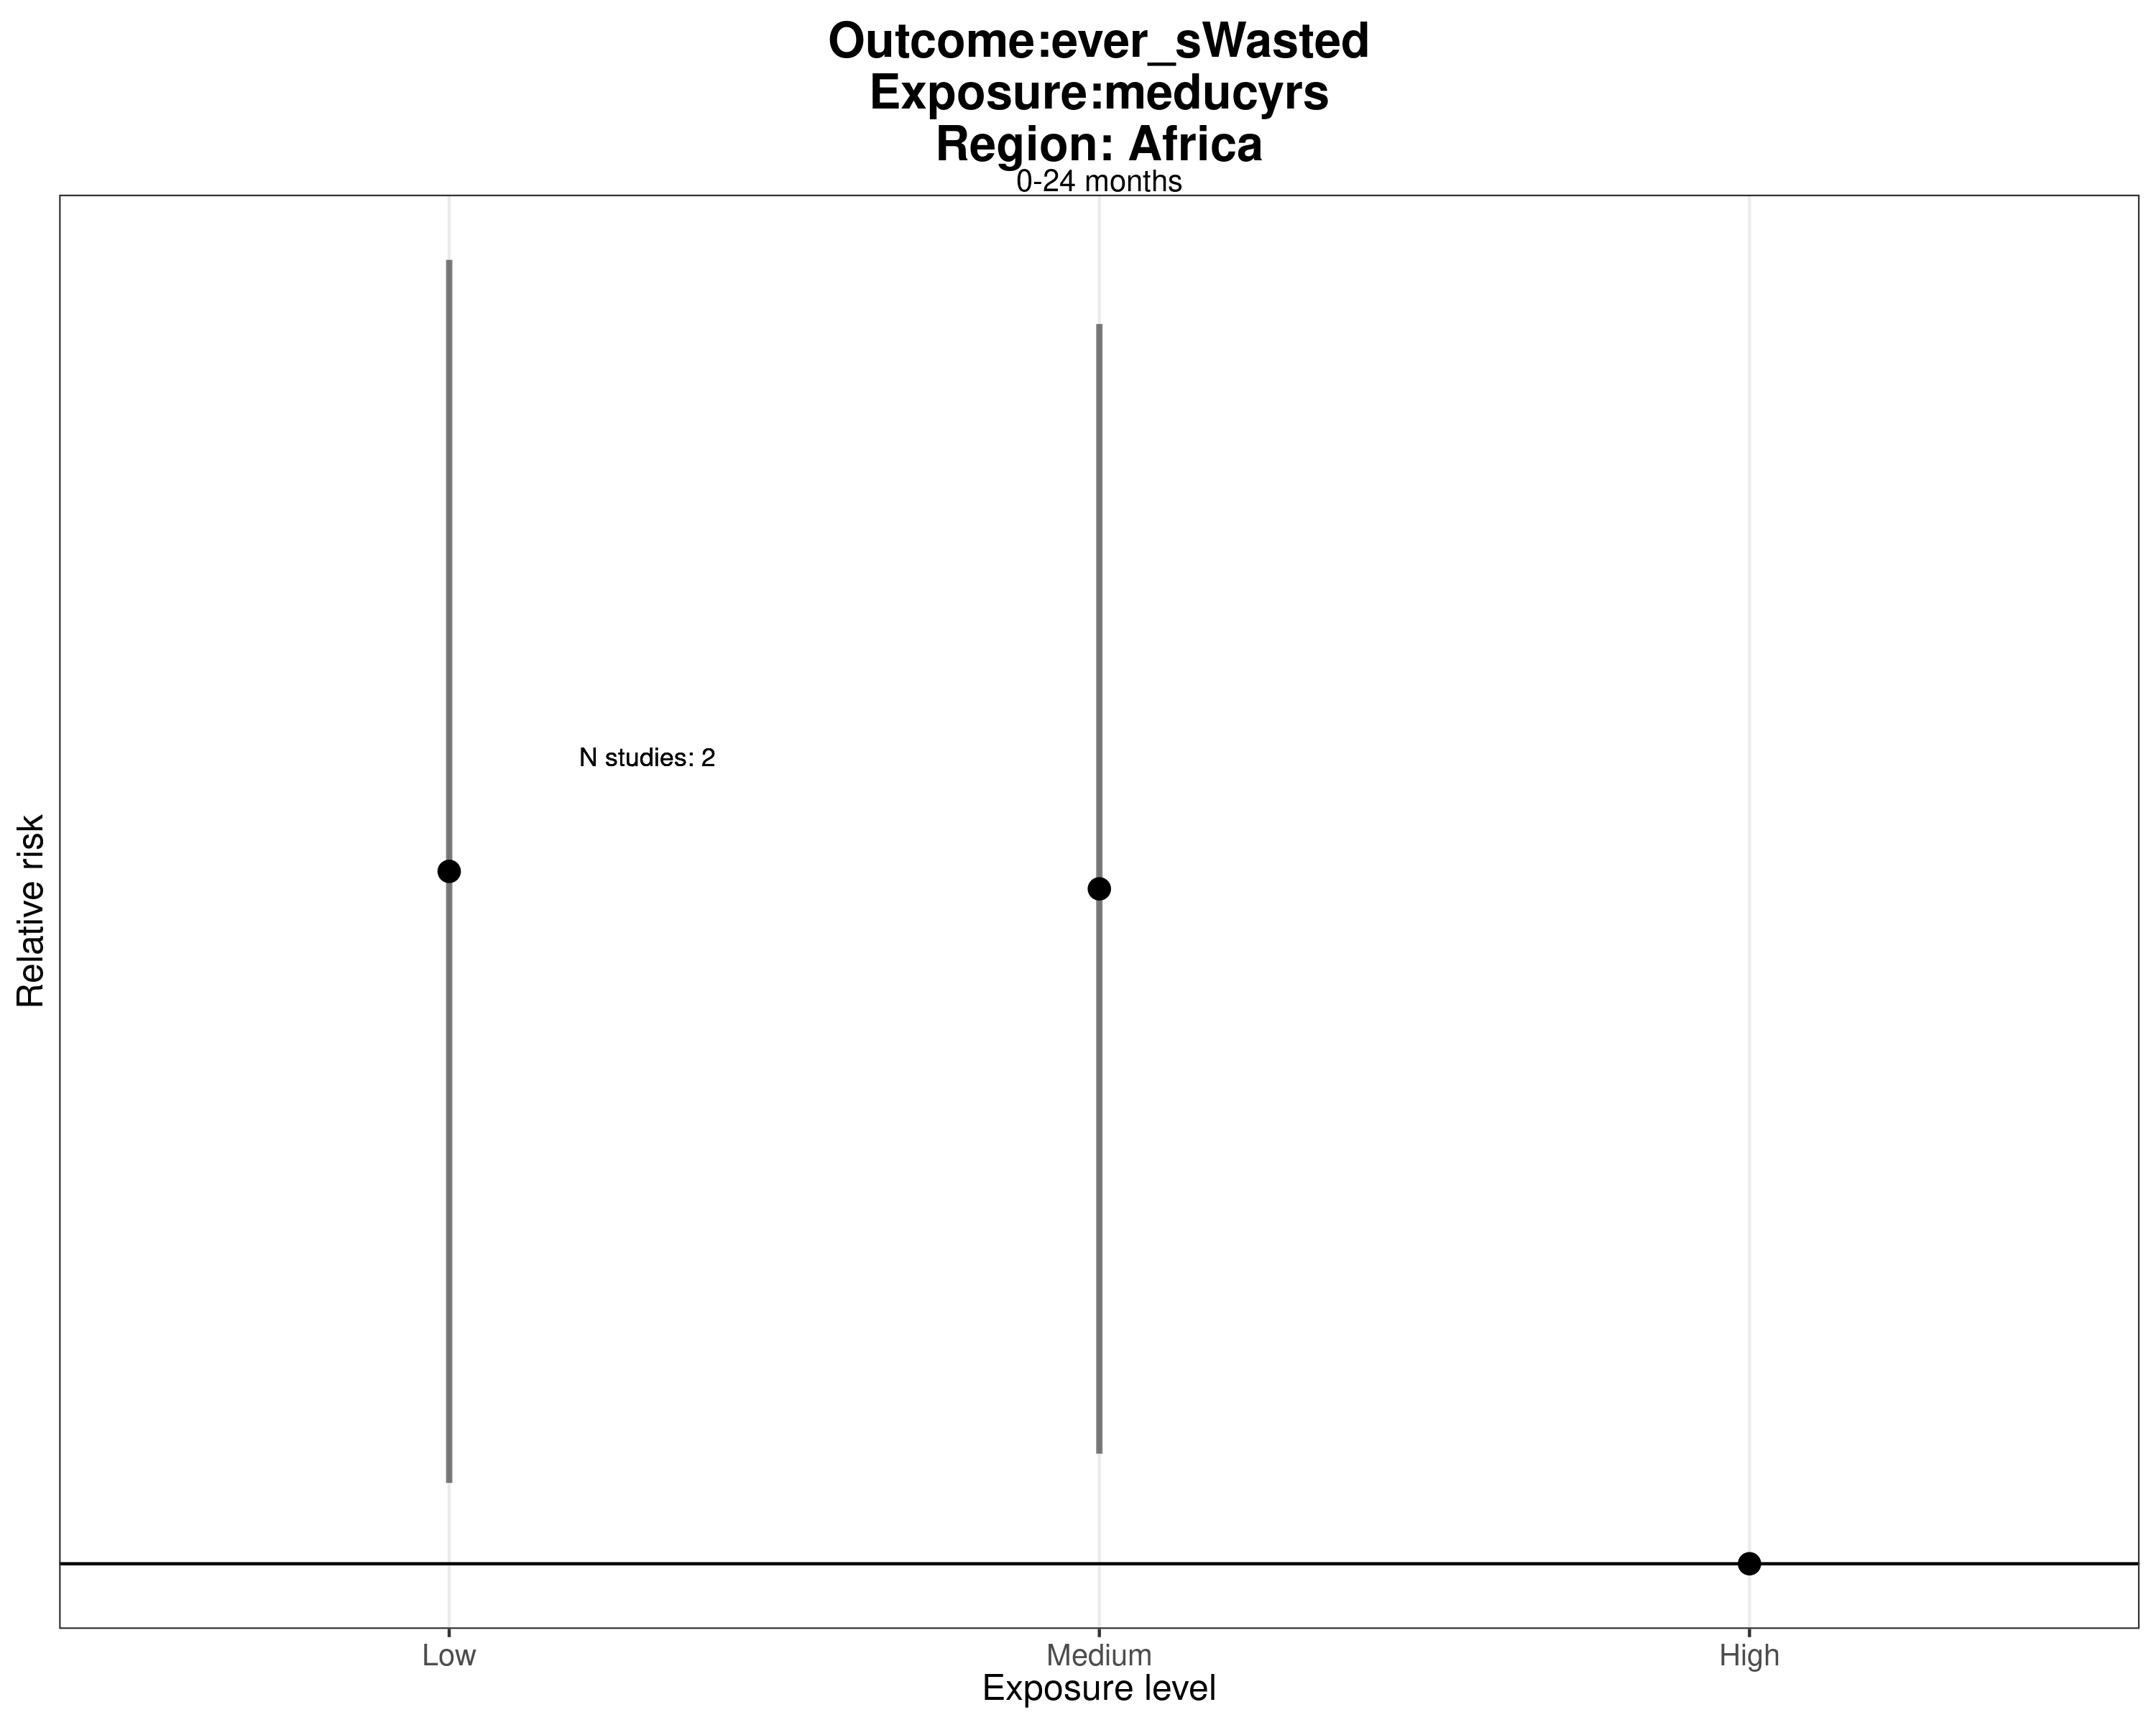 Outcome:ever_sWasted
Exposure:meducyrs
Region: Africa
0-24 months
N studies: 2
Relative risk
Low
Medium
High
Exposure level